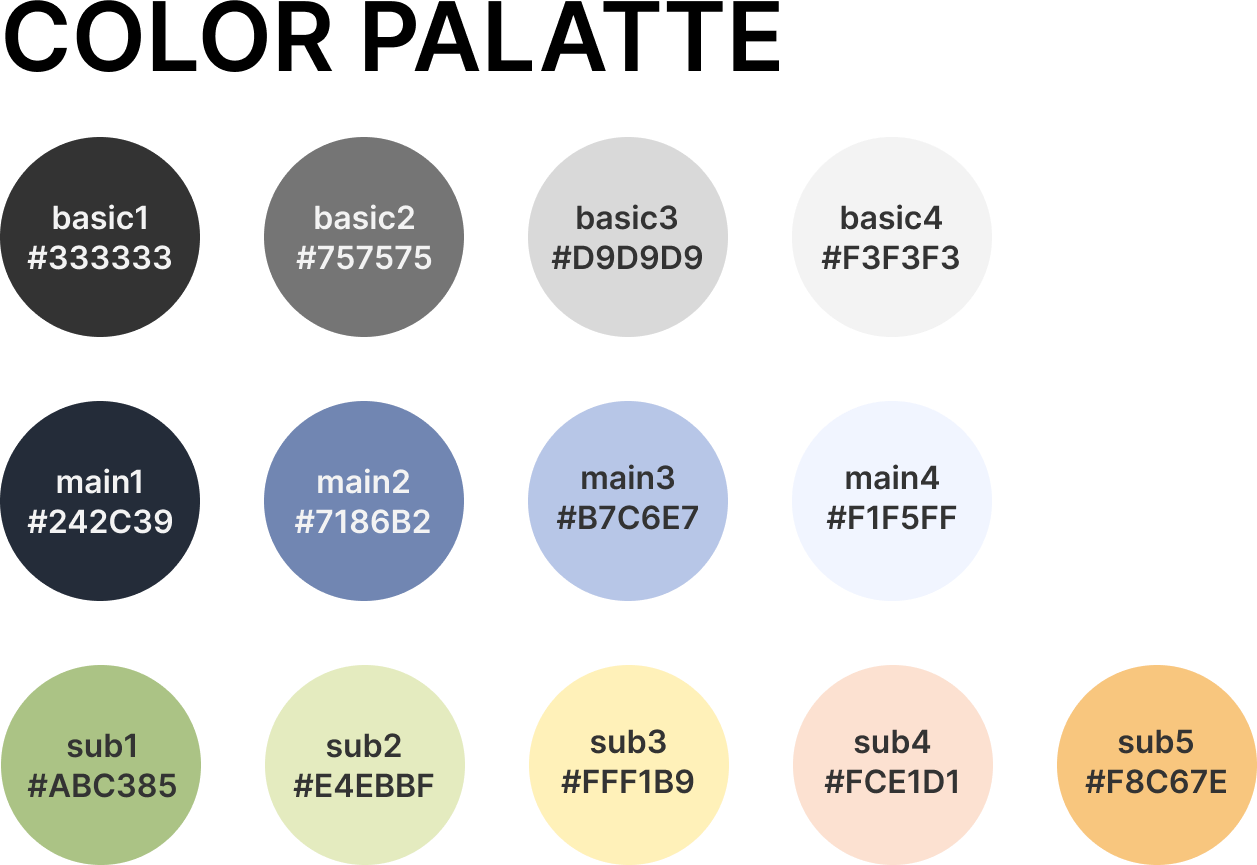 COLOR PALATTE
basic1
#333333
basic2
#757575
basic3
#D9D9D9
basic4
#F3F3F3
main1
#242C39
main2
#7186B2
main3
#B7C6E7
main4
#F1F5FF
sub1
#ABC385
sub2
#E4EBBF
sub3
#FFF1B9
sub4
#FCE1D1
sub5
#F8C67E